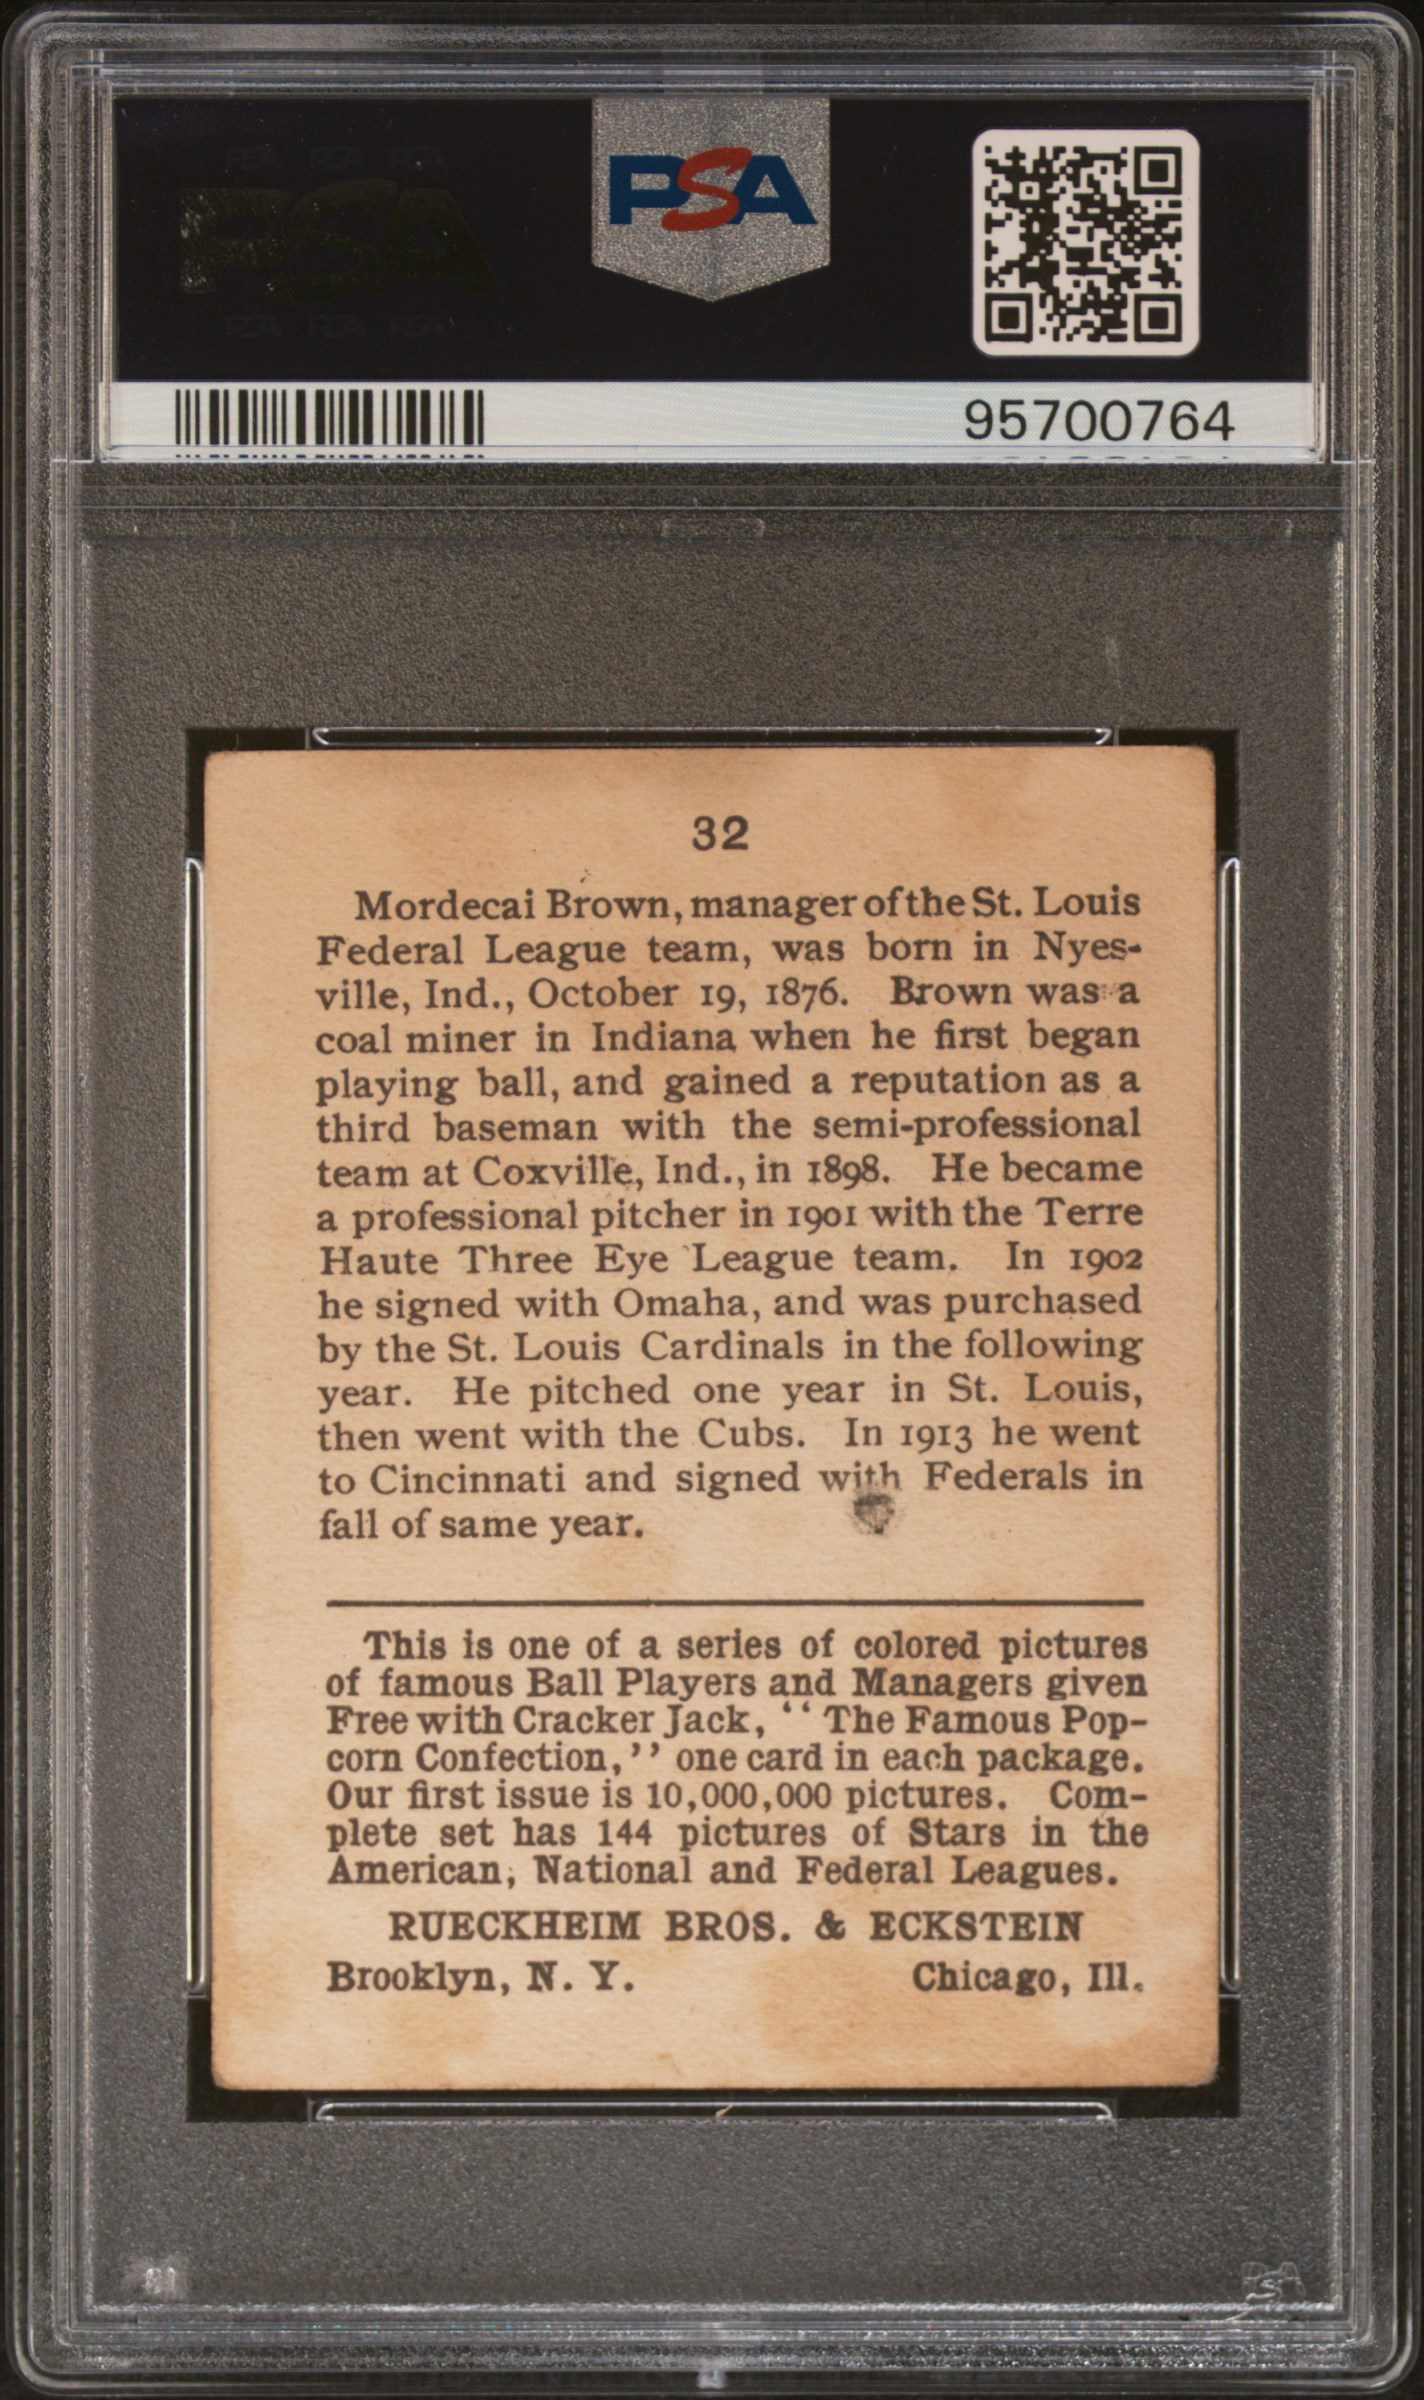 PSA
95700764
32
Mordecai Brown, manager of the St. Louis
Federal League team, was born in Nyes-
ville, Ind., October 19, 1876. Brown was a
coal miner in Indiana when he first began
playing ball, and gained a reputation as a
third baseman with the semi-professional
team at Coxville, Ind., in 1898. He became
a professional pitcher in 1901 with the Terre
Haute Three Eye League team. In 1902
he signed with Omaha, and was purchased
by the St. Louis Cardinals in the following
year. He pitched one year in St. Louis,
then went with the Cubs. In 1913 he went
to Cincinnati and signed with Federals in
fall of same year.
This is one of a series of colored pictures
of famous Ball Players and Managers given
Free with Cracker Jack, “ The Famous Pop-
corn Confection,” one card in each package.
Our first issue is 10,000,000 pictures. Com-
plete set has 144 pictures of Stars in the
American, National and Federal Leagues.
RUECKHEIM BROS. & ECKSTEIN
Brooklyn, N. Y. Chicago, Ill.